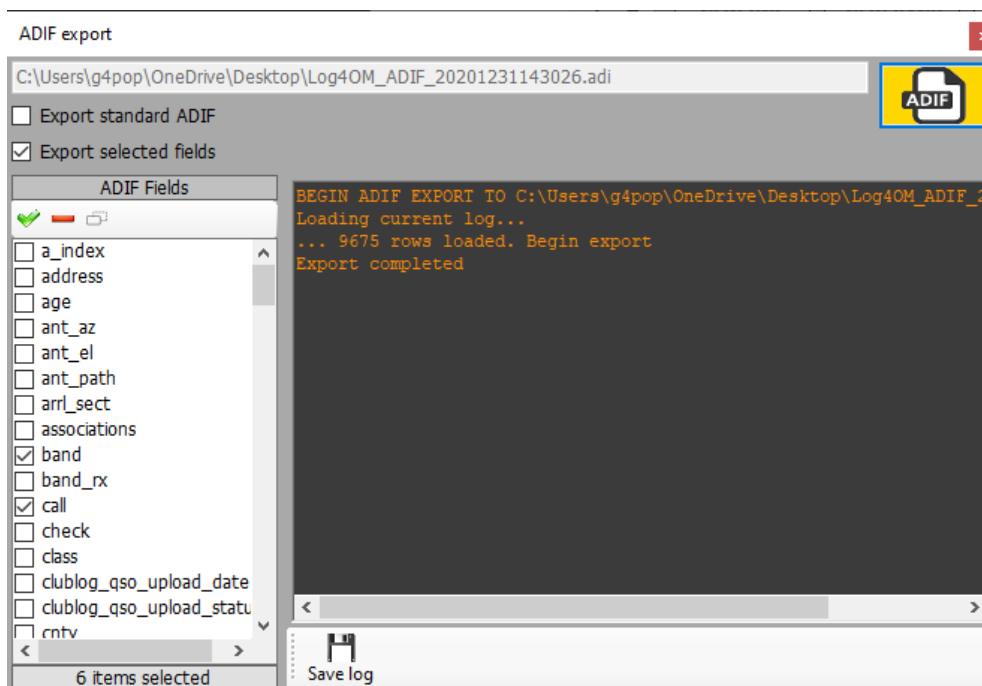 ADIF export
C:\Users\g4pop\OneDrive\Desktop\Log4OM_ADIF_20201231143026.adi
ADIF
Export standard ADIF
Export selected fields
ADIF Fields
a_index
address
age
ant_az
ant_el
ant_path
arrl_sect
associations
band
band_rx
call
check
class
clublog_qso_upload_date
clublog_qso_upload_statu
cnty
6 items selected
BEGIN ADIF EXPORT TO C:\Users\g4pop\OneDrive\Desktop\Log4OM_ADIF_2
Loading current log...
... 9675 rows loaded. Begin export
Export completed
Save log